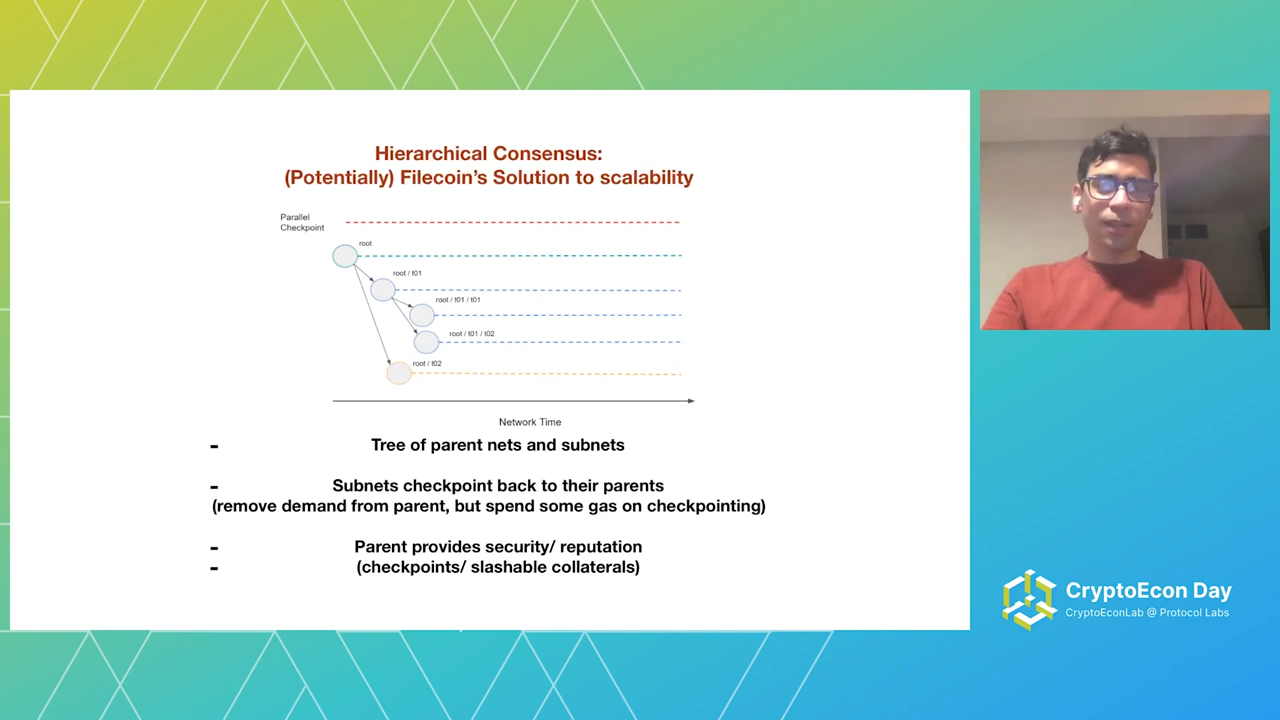 Hierarchical Consensus:
(Potentially) Filecoin's Solution to scalability
Parallel
Checkpoint
root
root / t01
root / t01 / t01
root / t01 / t02
root / t02
Network Time
- Tree of parent nets and subnets
- Subnets checkpoint back to their parents
(remove demand from parent, but spend some gas on checkpointing)
- Parent provides security/ reputation
- (checkpoints/ slashable collaterals)
CryptoEcon Day
CryptoEconLab @ Protocol Labs